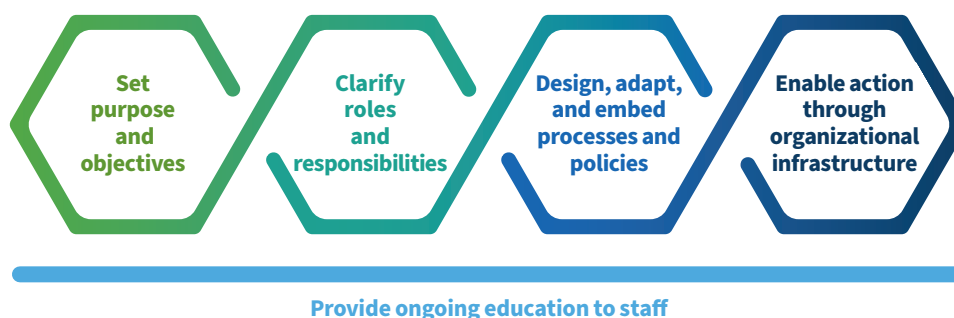 Set
purpose
and
objectives
Clarify
roles
and
responsibilities
Design, adapt,
and embed
processes and
policies
Enable action
through
organizational
infrastructure
Provide ongoing education to staff